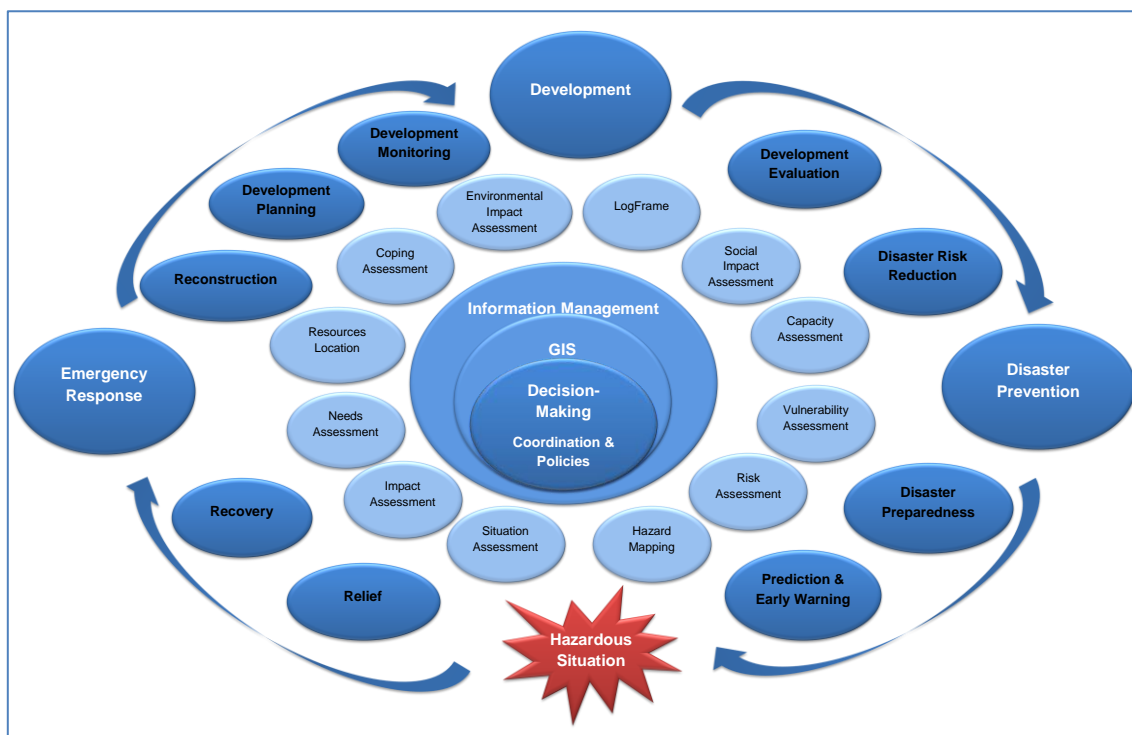 Development
Development
Monitoring
Development
Evaluation
Development
Planning
Environmental
Impact
Assessment
LogFrame
Coping
Assessment
Social
Impact
Assessment
Disaster Risk
Reduction
Reconstruction
Information Management
Resources
Location
Capacity
Assessment
GIS
Emergency
Response
Disaster
Prevention
Decision-
Making
Coordination &
Policies
Needs
Assessment
Vulnerability
Assessment
Impact
Assessment
Risk
Assessment
Recovery
Disaster
Preparedness
Situation
Assessment
Hazard
Mapping
Relief
Prediction &
Early Warning
Hazardous
Situation